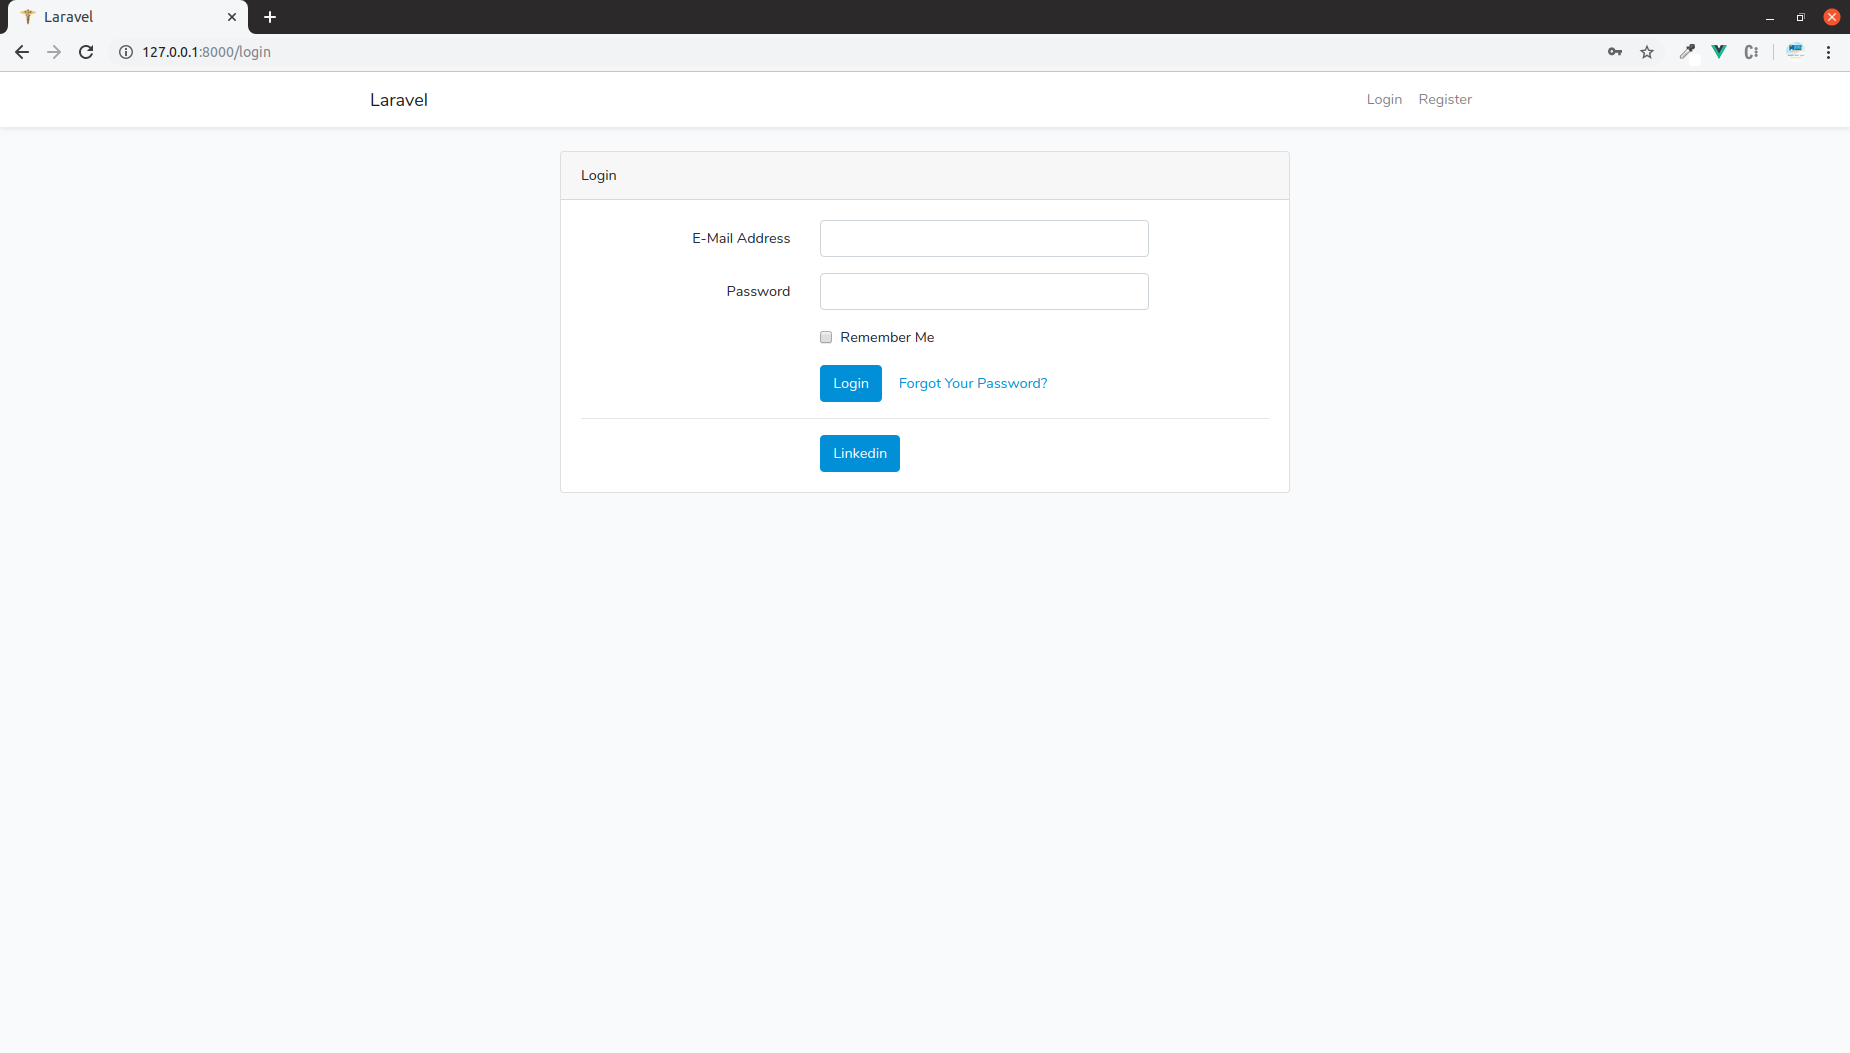 Laravel
127.0.0.1:8000/login
Laravel
Login Register
Login
E-Mail Address
Password
Remember Me
Login Forgot Your Password?
Linkedin